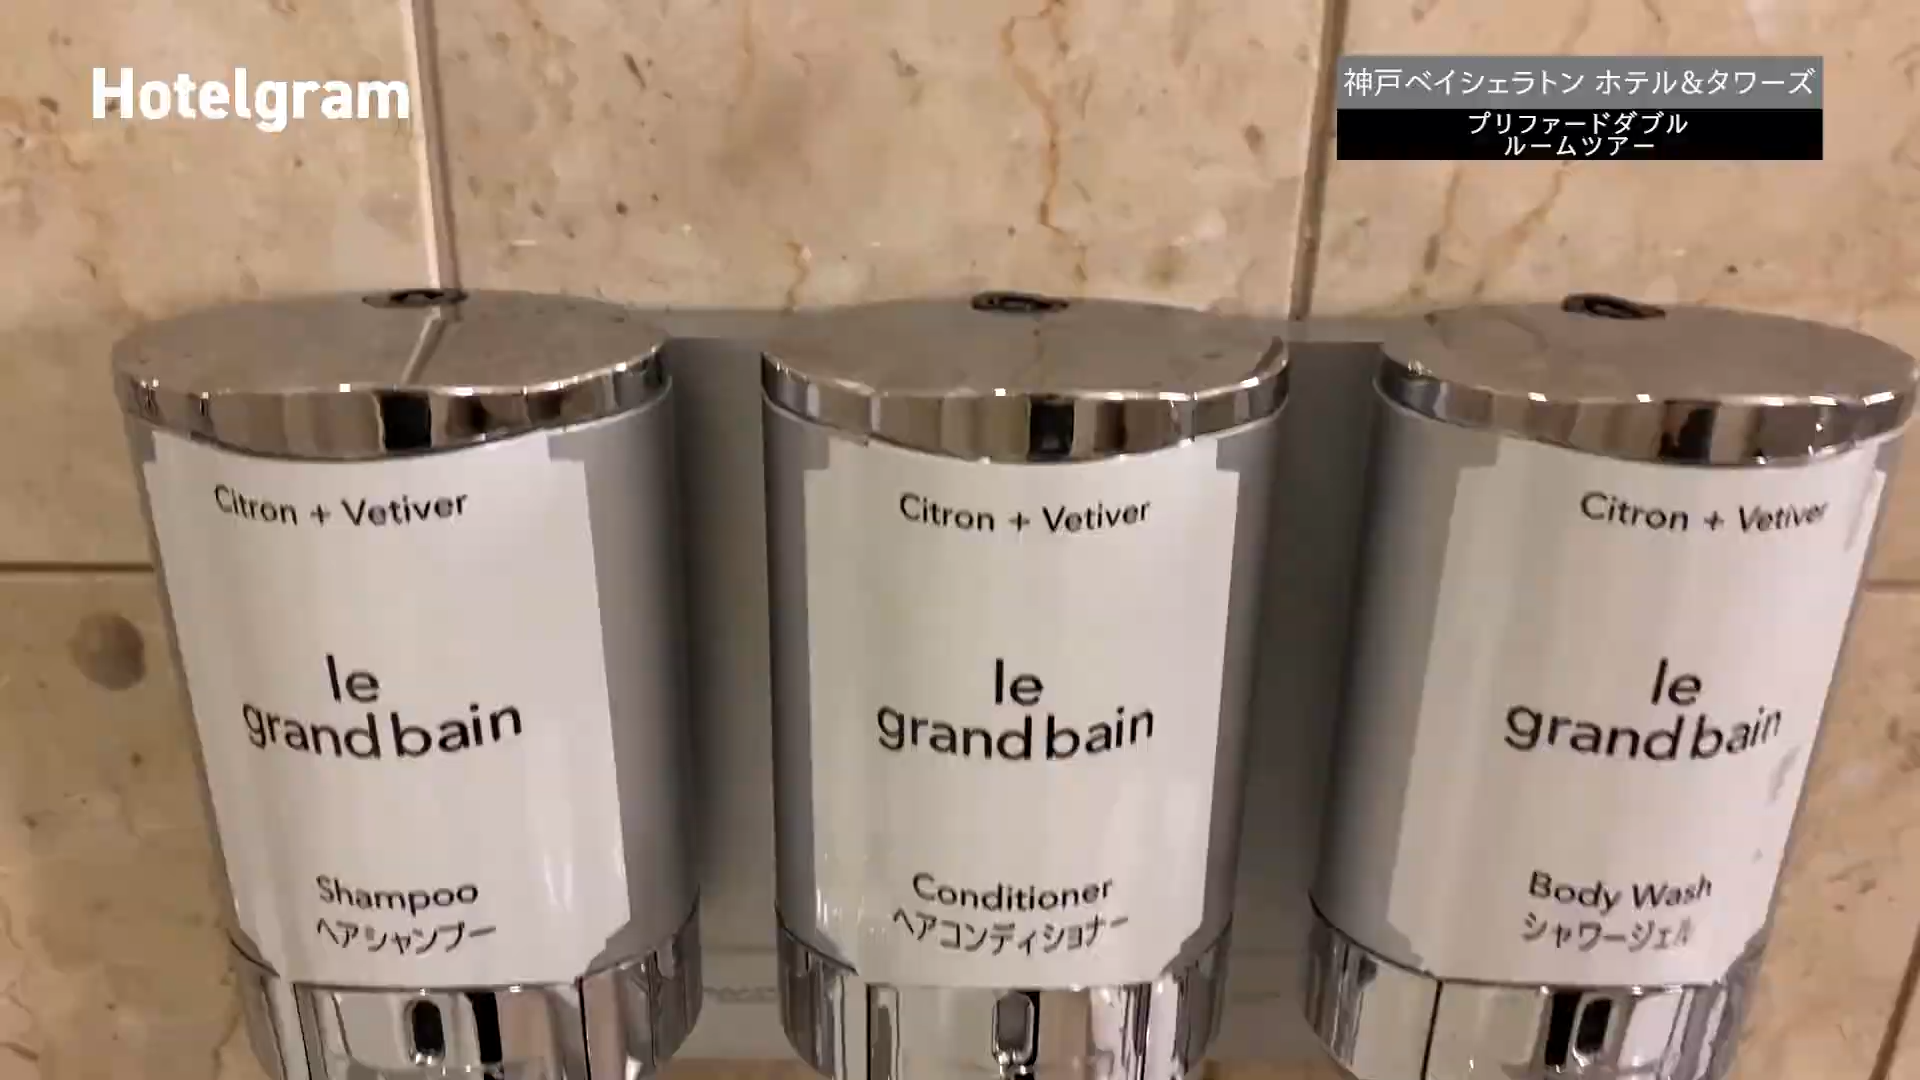 Hotelgram
神戸ベイシェラトン ホテル&タワーズ
プリファードダブル
ルームツアー
Citron + Vetiver
le
grand bain
Shampoo
ヘアシャンプー
Citron + Vetiver
le
grand bain
Conditioner
ヘアコンディショナー
Citron + Vetiver
le
grand bain
Body Wash
シャワージェル